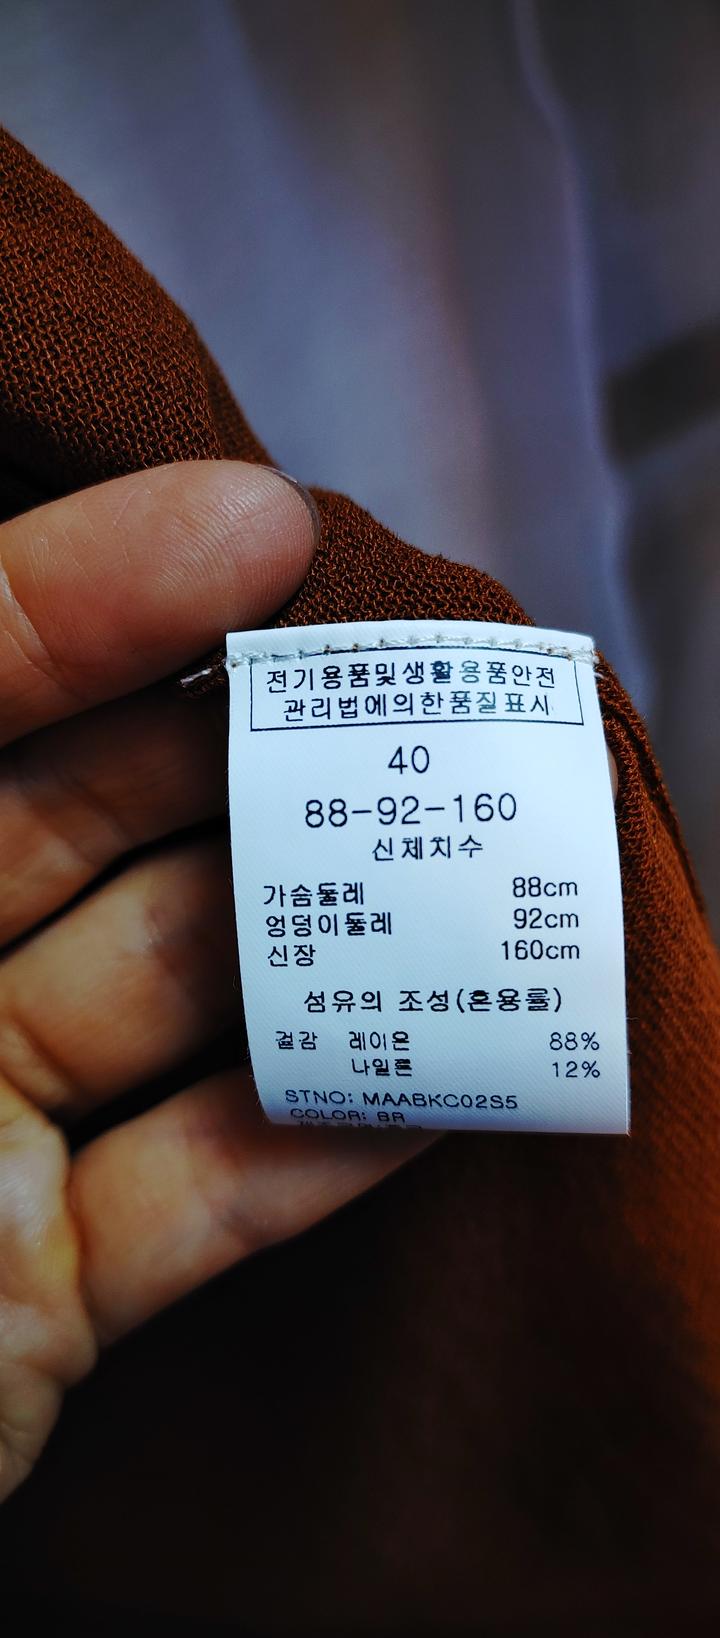 전기용품및생활용품안전
관리법에의한품질표시
40
88-92-160
신체치수
가슴둘레 88cm
엉덩이둘레 92cm
신장 160cm
섬유의 조성(혼용률)
겉감 레이온 88%
나일론 12%
STNO: MAABKC02S5
COLOR: BR